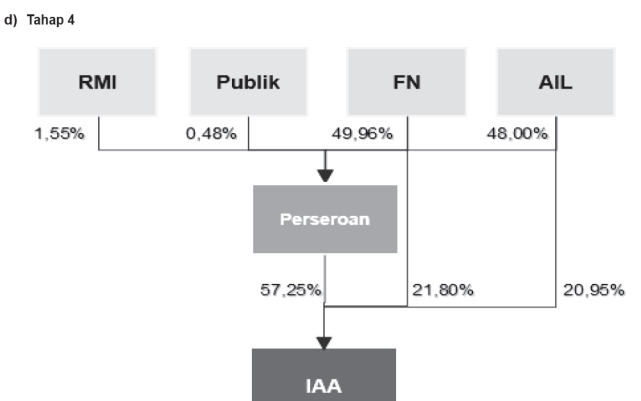 d) Tahap 4
RMI Publik FN AIL
1,55% 0,48% 49,96% 48,00%
Perseroan
57,25% 21,80% 20,95%
IAA